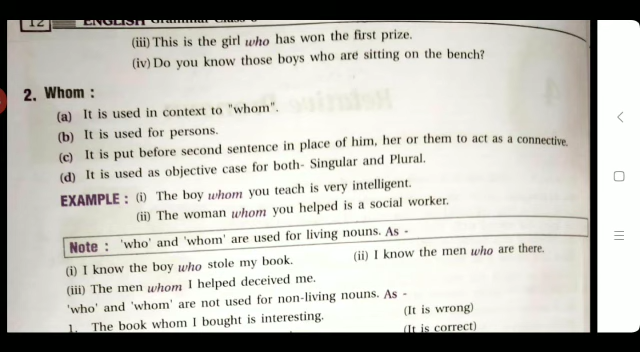 12 ENGLISH Grammar Class-8
(iii) This is the girl who has won the first prize.
(iv) Do you know those boys who are sitting on the bench?
2. Whom :
(a) It is used in context to "whom".
(b) It is used for persons.
(c) It is put before second sentence in place of him, her or them to act as a connective.
(d) It is used as objective case for both- Singular and Plural.
EXAMPLE : (i) The boy whom you teach is very intelligent.
(ii) The woman whom you helped is a social worker.
Note : 'who' and 'whom' are used for living nouns. As -
(i) I know the boy who stole my book. (ii) I know the men who are there.
(iii) The men whom I helped deceived me.
'who' and 'whom' are not used for non-living nouns. As -
1. The book whom I bought is interesting. (It is wrong)
(It is correct)